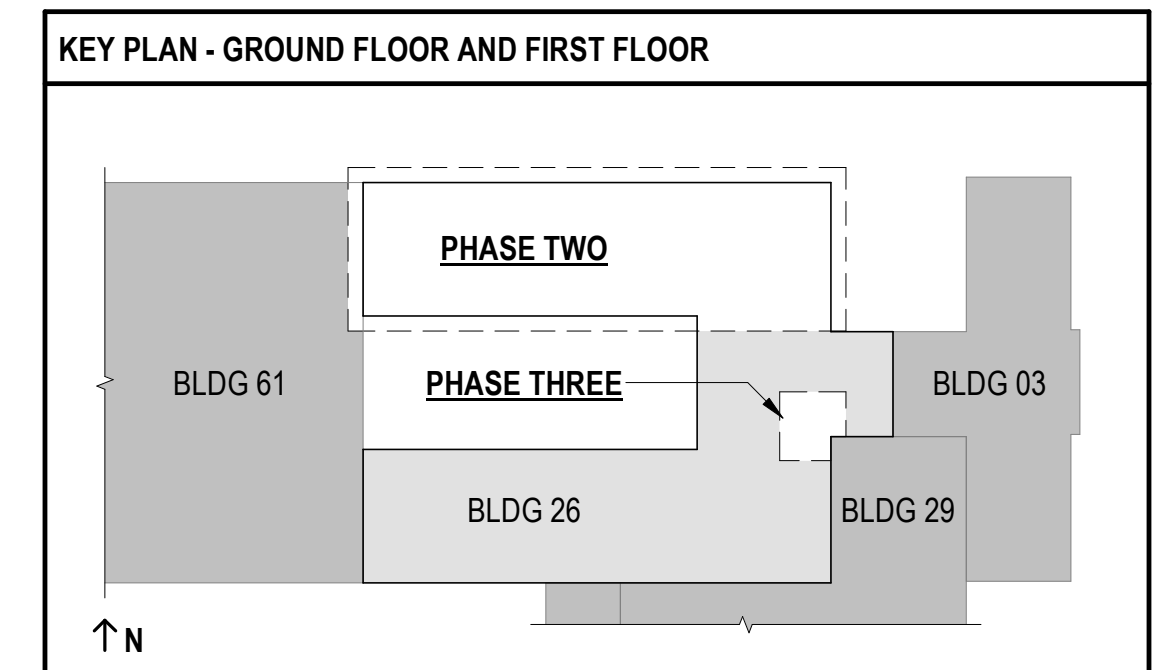 KEY PLAN - GROUND FLOOR AND FIRST FLOOR
PHASE TWO
BLDG 61
PHASE THREE
BLDG 03
BLDG 26
BLDG 29
N